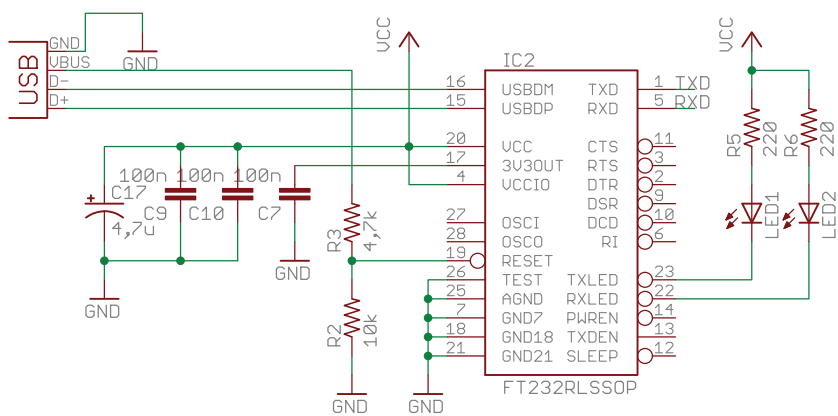 USB
GND
VBUS
D-
D+
GND
VCC
IC2
VCC
16 USBDM TXD 1 TXD
15 USBDP RXD 5 RXD
20 VCC CTS 11
17 3V3OUT RTS 3
4 VCCIO DTR 2
DSR 9
27 OSCI DCD 10
28 OSCO RI 6
19 RESET
26 TEST TXLED 23
25 AGND RXLED 22
7 GND7 PWREN 14
18 GND18 TXDEN 13
21 GND21 SLEEP 12
FT232RLSSOP
100n 100n 100n
+
C17
4,7u
C9
C10
C7
GND
GND
R3
4,7k
R2
10k
GND
GND
R5
220
R6
220
LED1
LED2